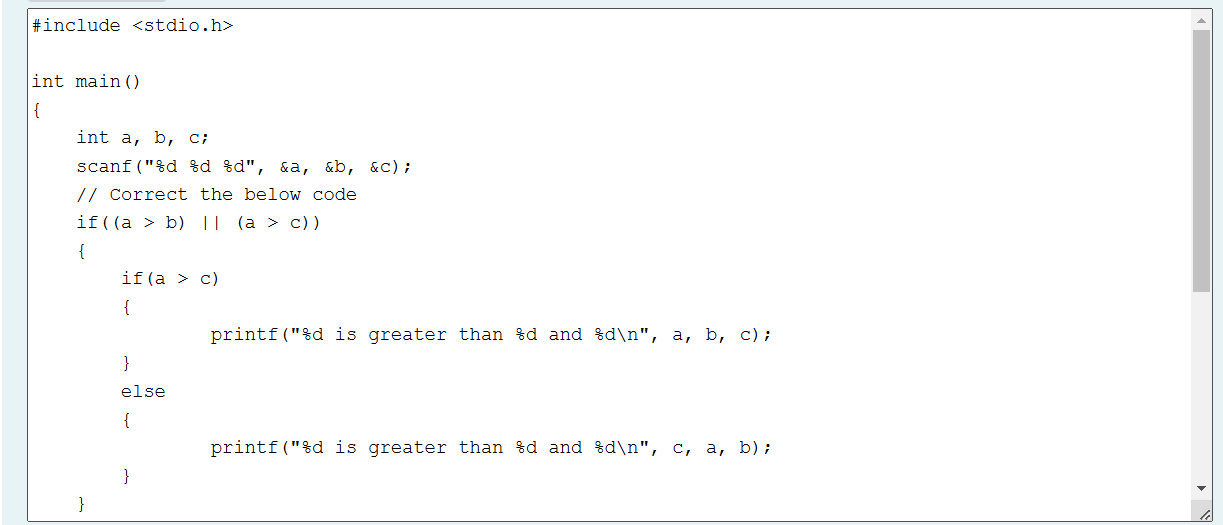 #include <stdio.h>
int main()
{
    int a, b, c;
    scanf("%d %d %d", &a, &b, &c);
    // Correct the below code
    if((a > b) || (a > c))
    {
        if(a > c)
        {
                printf("%d is greater than %d and %d\n", a, b, c);
        }
        else
        {
                printf("%d is greater than %d and %d\n", c, a, b);
        }
    }